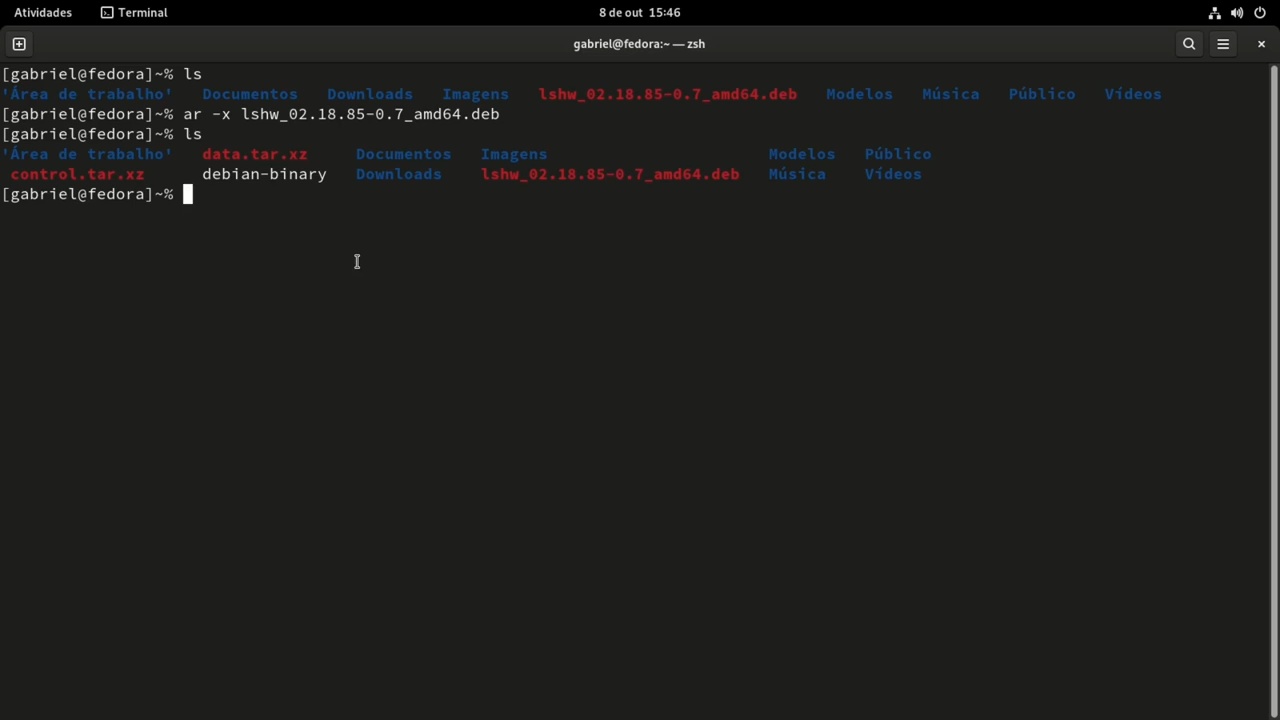 Atividades Terminal 8 de out 15:46
gabriel@fedora:~ — zsh
[gabriel@fedora]~% ls
'Área de trabalho' Documentos Downloads Imagens lshw_02.18.85-0.7_amd64.deb Modelos Música Público Vídeos
[gabriel@fedora]~% ar -x lshw_02.18.85-0.7_amd64.deb
[gabriel@fedora]~% ls
'Área de trabalho' data.tar.xz Documentos Imagens Modelos Público
control.tar.xz debian-binary Downloads lshw_02.18.85-0.7_amd64.deb Música Vídeos
[gabriel@fedora]~%